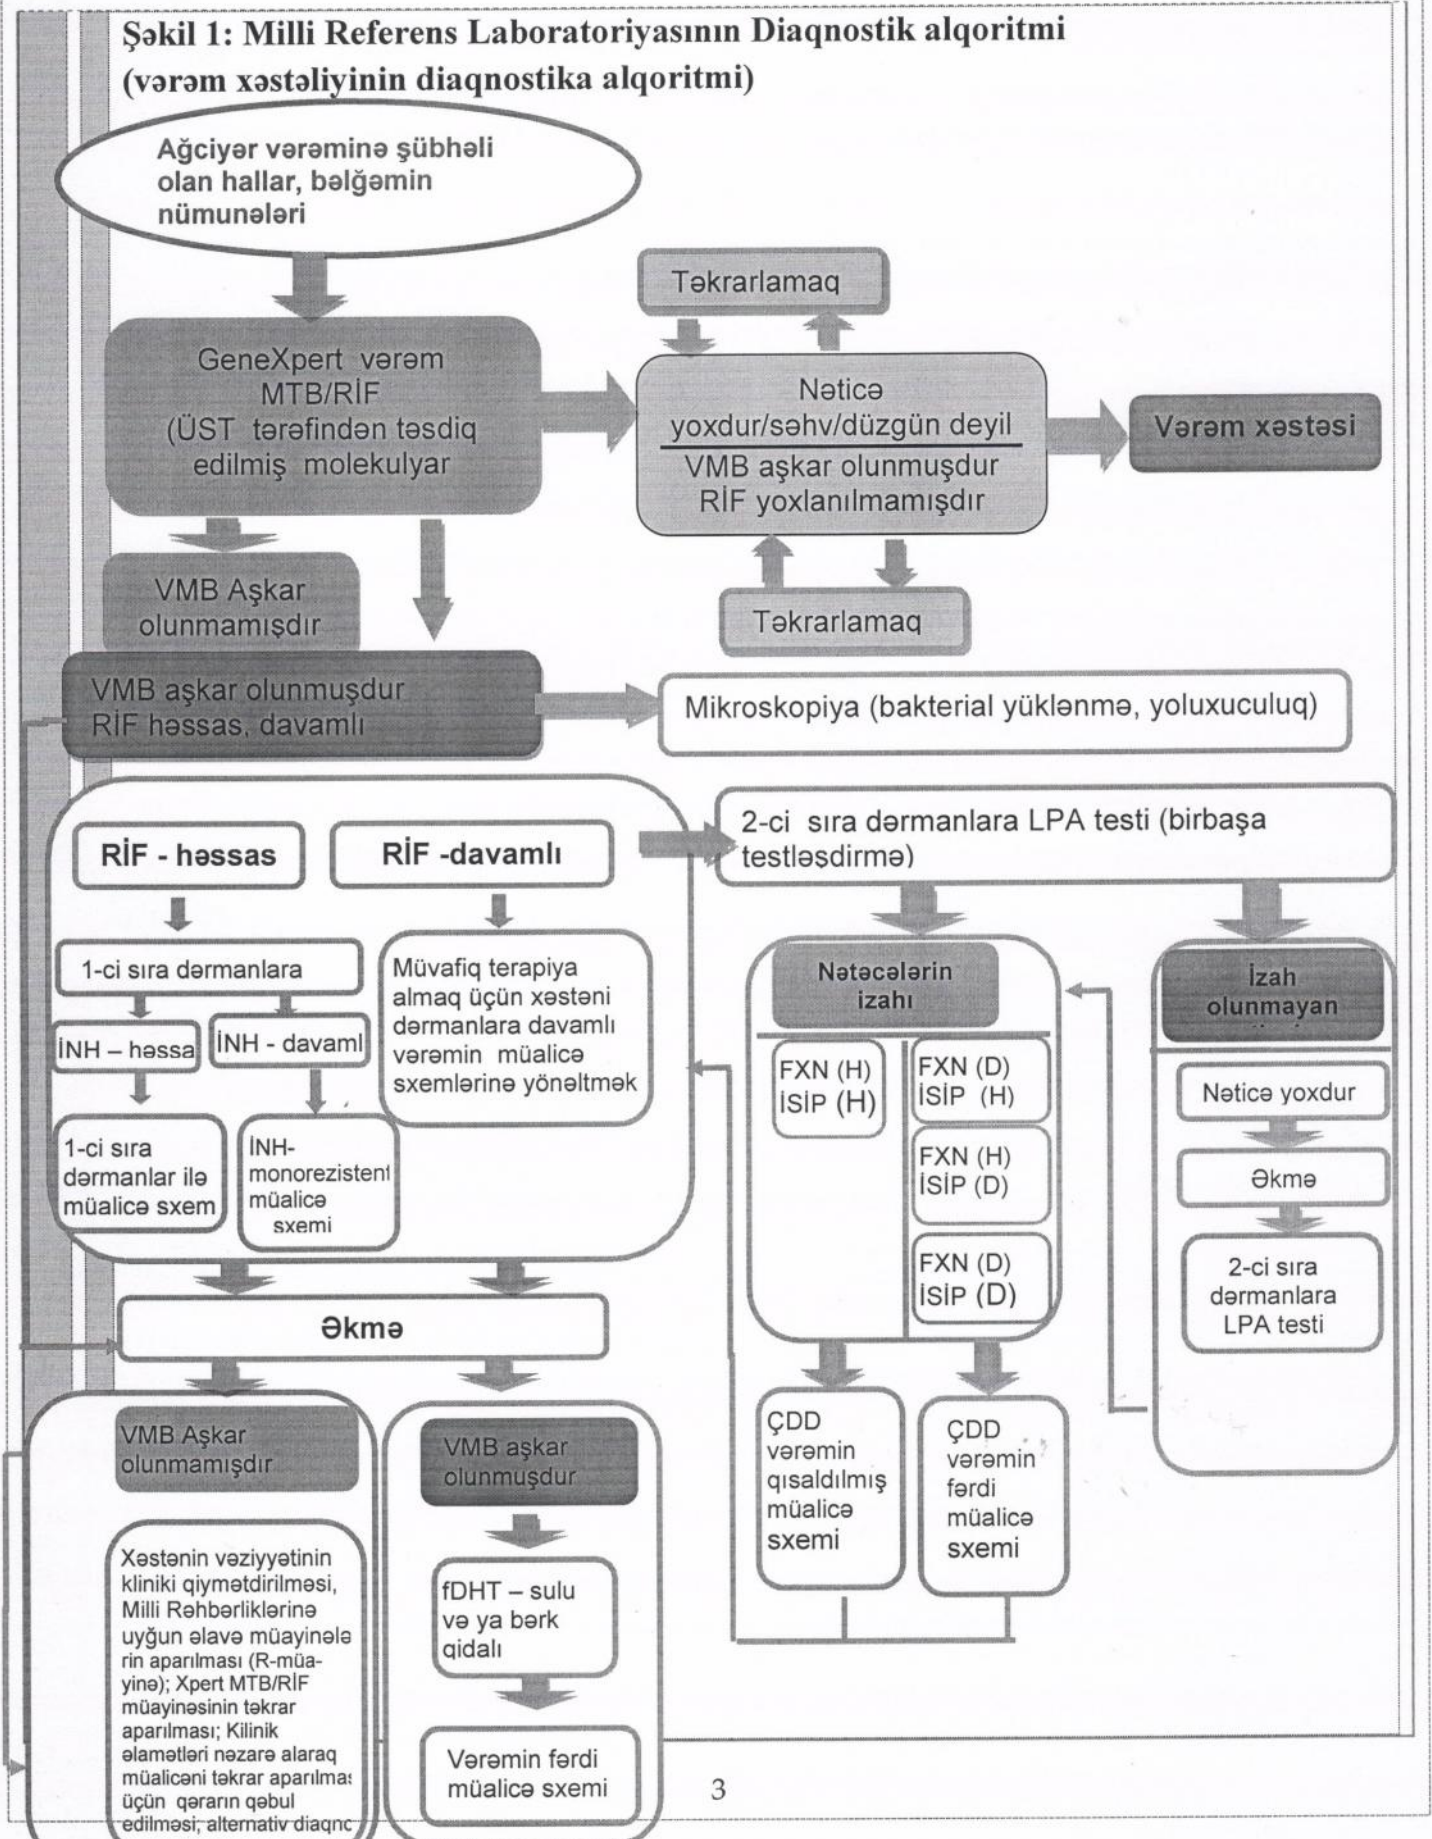 Şəkil 1: Milli Referens Laboratoriyasının Diaqnostik alqoritmi
(vərəm xəstəliyinin diaqnostika alqoritmi)
Ağciyər vərəminə şübhəli
olan hallar, bəlğəmin
nümunələri
Təkrarlamaq
GeneXpert vərəm
MTB/RİF
(ÜST tərəfindən təsdiq
edilmiş molekulyar
Nəticə
yoxdur/səhv/düzgün deyil
VMB aşkar olunmuşdur
RİF yoxlanılmamışdır
Vərəm xəstəsi
Təkrarlamaq
VMB Aşkar
olunmamışdır
VMB aşkar olunmuşdur
RİF həssas, davamlı
Mikroskopiya (bakterial yüklənmə, yoluxuculuq)
RİF - həssas
RİF -davamlı
2-ci sıra dərmanlara LPA testi (birbaşa
testləşdirmə)
1-ci sıra dərmanlara
İNH – həssa
İNH - davaml
Müvafiq terapiya
almaq üçün xəstəni
dərmanlara davamlı
vərəmin müalicə
sxemlərinə yönəltmək
1-ci sıra
dərmanlar ilə
müalicə sxem
İNH-
monorezistent
müalicə
sxemi
Nətəcələrin
izahı
FXN (H)
İSİP (H)
FXN (D)
İSİP (H)
FXN (H)
İSİP (D)
FXN (D)
İSİP (D)
İzah
olunmayan
Nəticə yoxdur
Əkmə
2-ci sıra
dərmanlara
LPA testi
Əkmə
VMB Aşkar
olunmamışdır
Xəstənin vəziyyətinin
kliniki qiymətdirilməsi,
Milli Rəhbərliklərinə
uyğun əlavə müayinələ
rin aparılması (R-müa-
yinə); Xpert MTB/RİF
müayinəsinin təkrar
aparılması; Kilinik
əlamətləri nəzarə alaraq
müalicəni təkrar aparılmas
üçün qərarın qəbul
edilməsi; alternativ diaqno
VMB aşkar
olunmuşdur
fDHT – sulu
və ya bərk
qidalı
Vərəmin fərdi
müalicə sxemi
ÇDD
vərəmin
qısaldılmış
müalicə
sxemi
ÇDD
vərəmin
fərdi
müalicə
sxemi
3